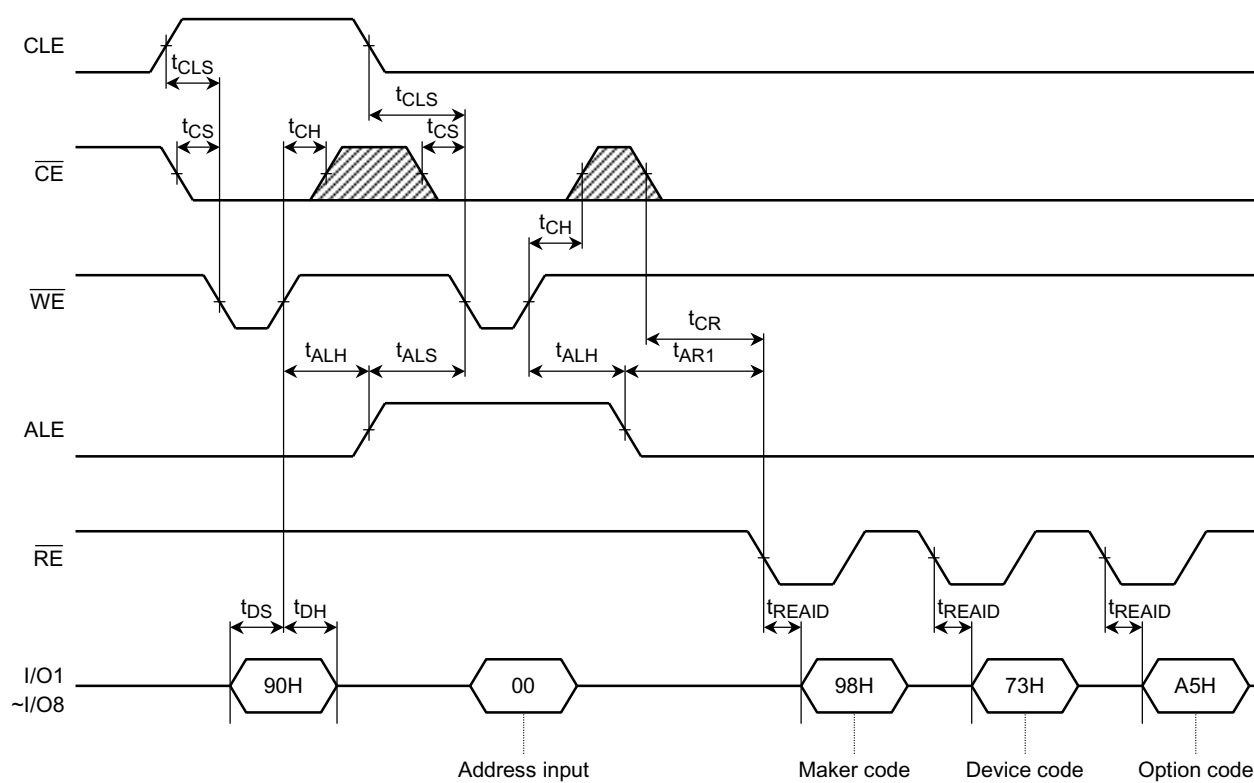 CLE
tCLS
tCLS
tCS
tCH
tCS
CE
tCH
WE
tCR
tALH
tALS
tALH
tAR1
ALE
RE
tDS
tDH
tREAID
tREAID
tREAID
I/O1
~I/O8
90H
00
98H
73H
A5H
Address input
Maker code
Device code
Option code